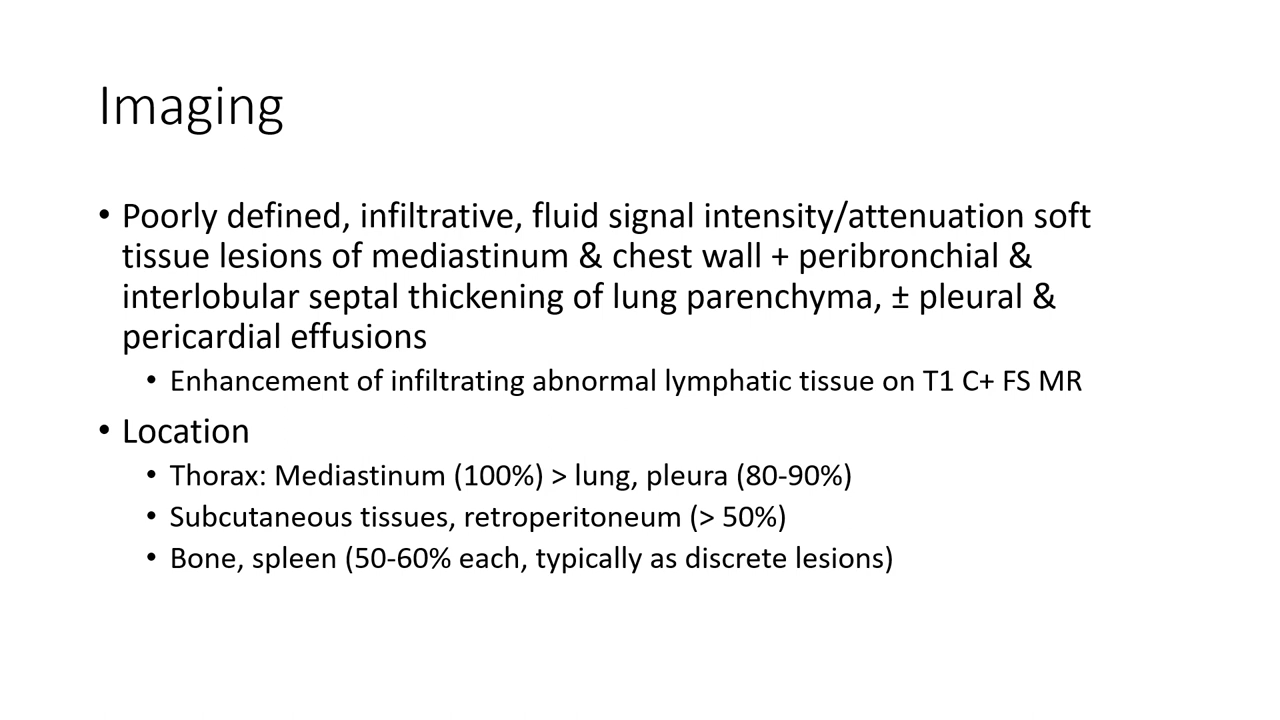 Imaging
• Poorly defined, infiltrative, fluid signal intensity/attenuation soft
tissue lesions of mediastinum & chest wall + peribronchial &
interlobular septal thickening of lung parenchyma, ± pleural &
pericardial effusions
• Enhancement of infiltrating abnormal lymphatic tissue on T1 C+ FS MR
• Location
• Thorax: Mediastinum (100%) > lung, pleura (80-90%)
• Subcutaneous tissues, retroperitoneum (> 50%)
• Bone, spleen (50-60% each, typically as discrete lesions)